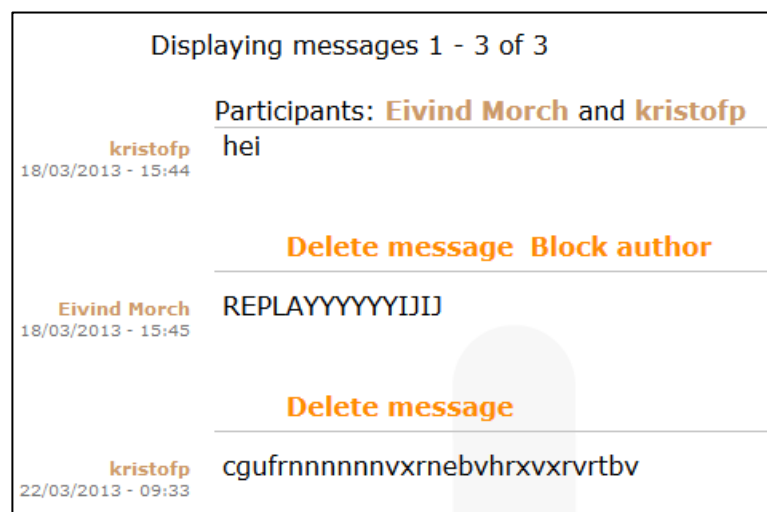 Displaying messages 1 - 3 of 3
Participants: Eivind Morch and kristofp
kristofp
18/03/2013 - 15:44
hei
Delete message Block author
Eivind Morch
18/03/2013 - 15:45
REPLAYYYYYYIJIJ
Delete message
kristofp
22/03/2013 - 09:33
cgufrnnnnnnvxrnebvhrxvxrvrtbv